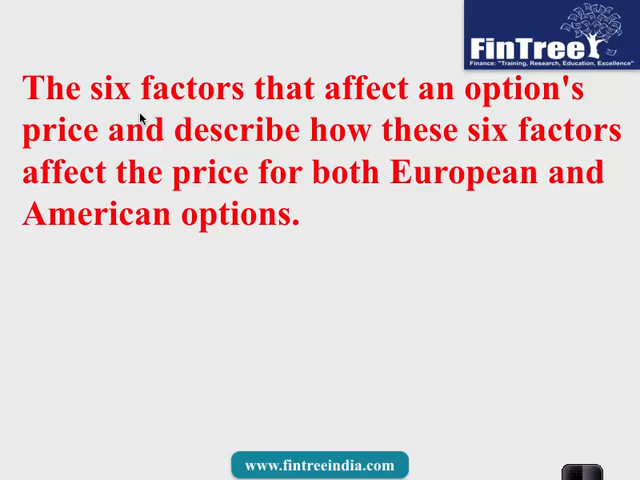 FinTree
Finance: "Training, Research, Education, Excellence"
The six factors that affect an option's
price and describe how these six factors
affect the price for both European and
American options.
www.fintreeindia.com